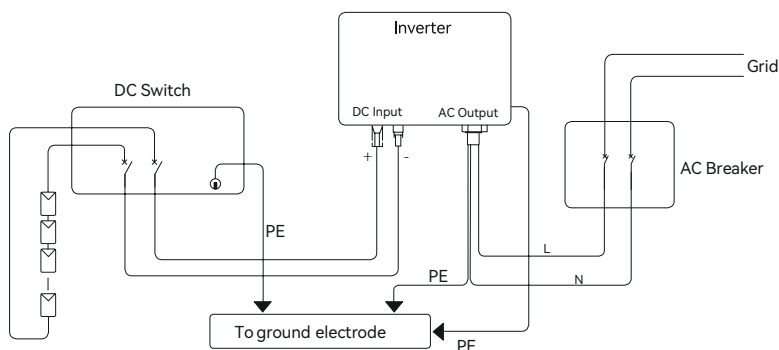 Inverter
Grid
DC Switch
DC Input
AC Output
+
-
AC Breaker
PE
L
PE
N
To ground electrode
PE